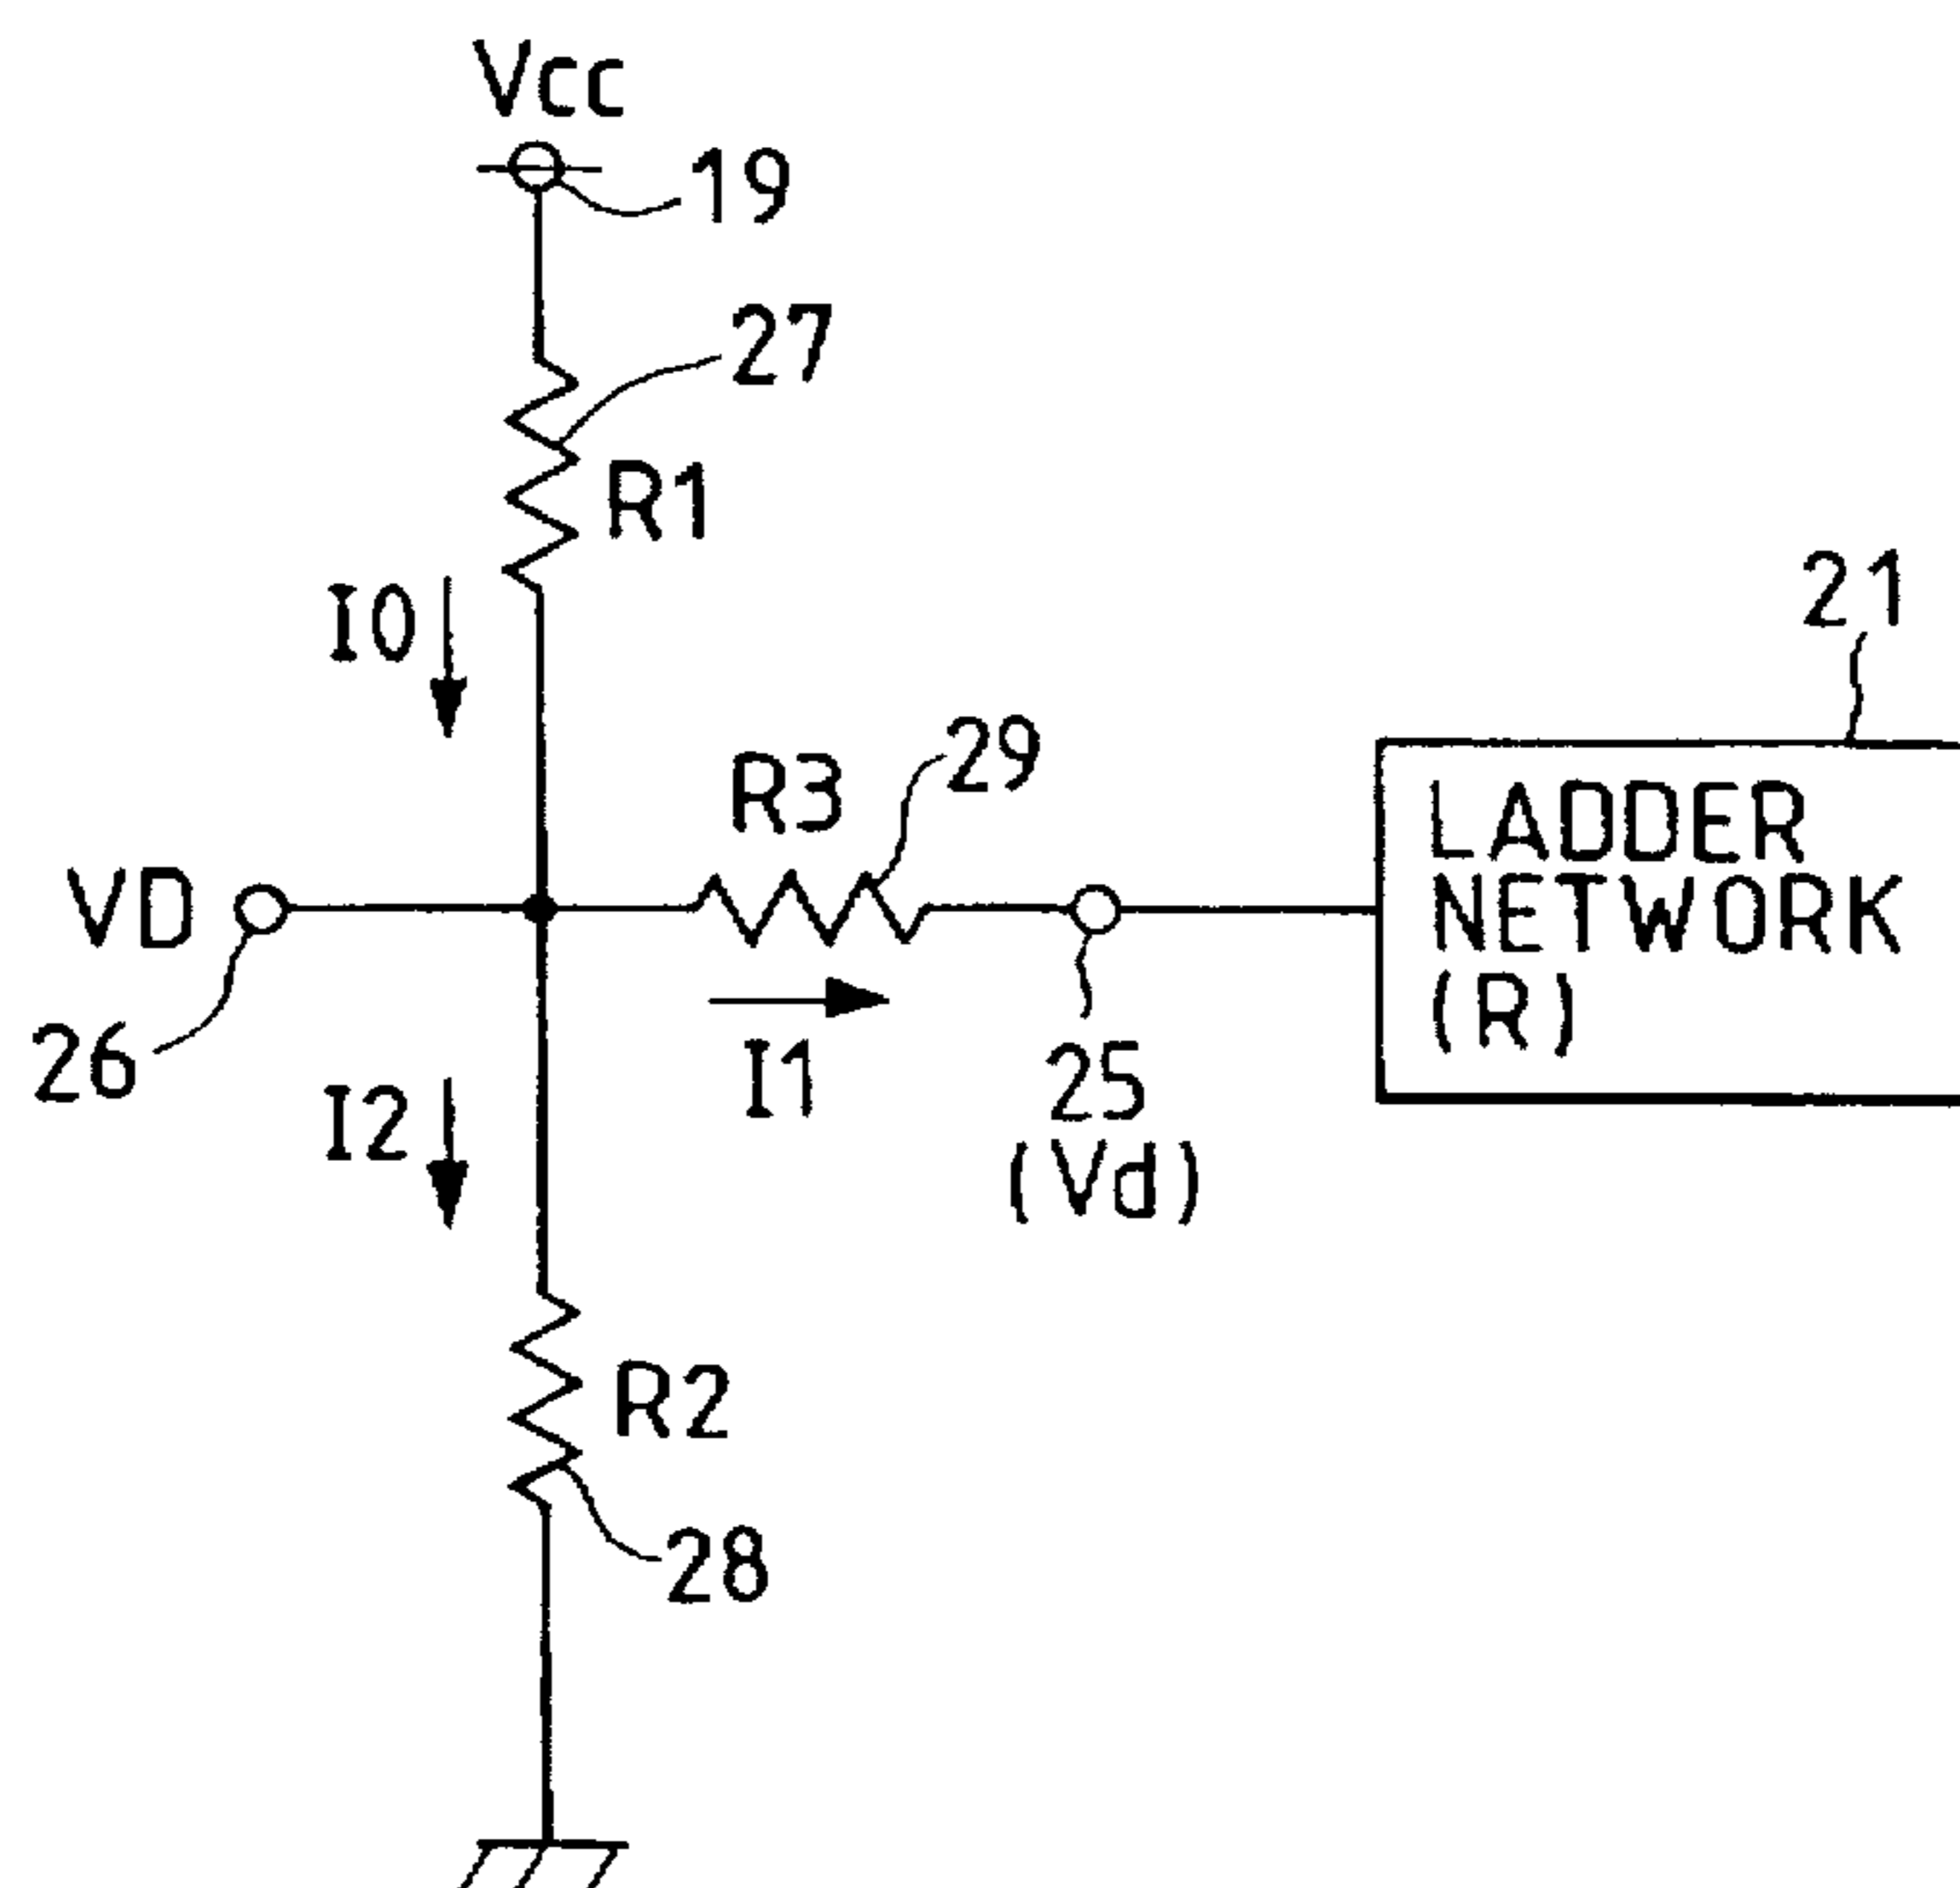 Vcc
19
27
R1
I0
21
R3
29
LADDER
NETWORK
(R)
VD
26
I1
25
(Vd)
I2
R2
28